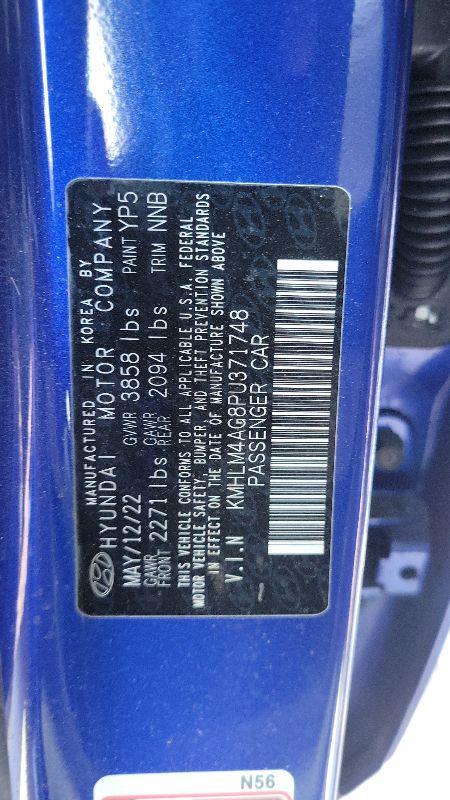 MANUFACTURED IN KOREA BY
HYUNDAI MOTOR COMPANY
MAY/12/22 GVWR 3858 lbs PAINT YP5
GAWR FRONT 2271 lbs GAWR REAR 2094 lbs TRIM NNB
THIS VEHICLE CONFORMS TO ALL APPLICABLE U.S.A. FEDERAL
MOTOR VEHICLE SAFETY, BUMPER, AND THEFT PREVENTION STANDARDS
IN EFFECT ON THE DATE OF MANUFACTURE SHOWN ABOVE
V.I.N KMHLM4AG8PU371748
PASSENGER CAR
N56